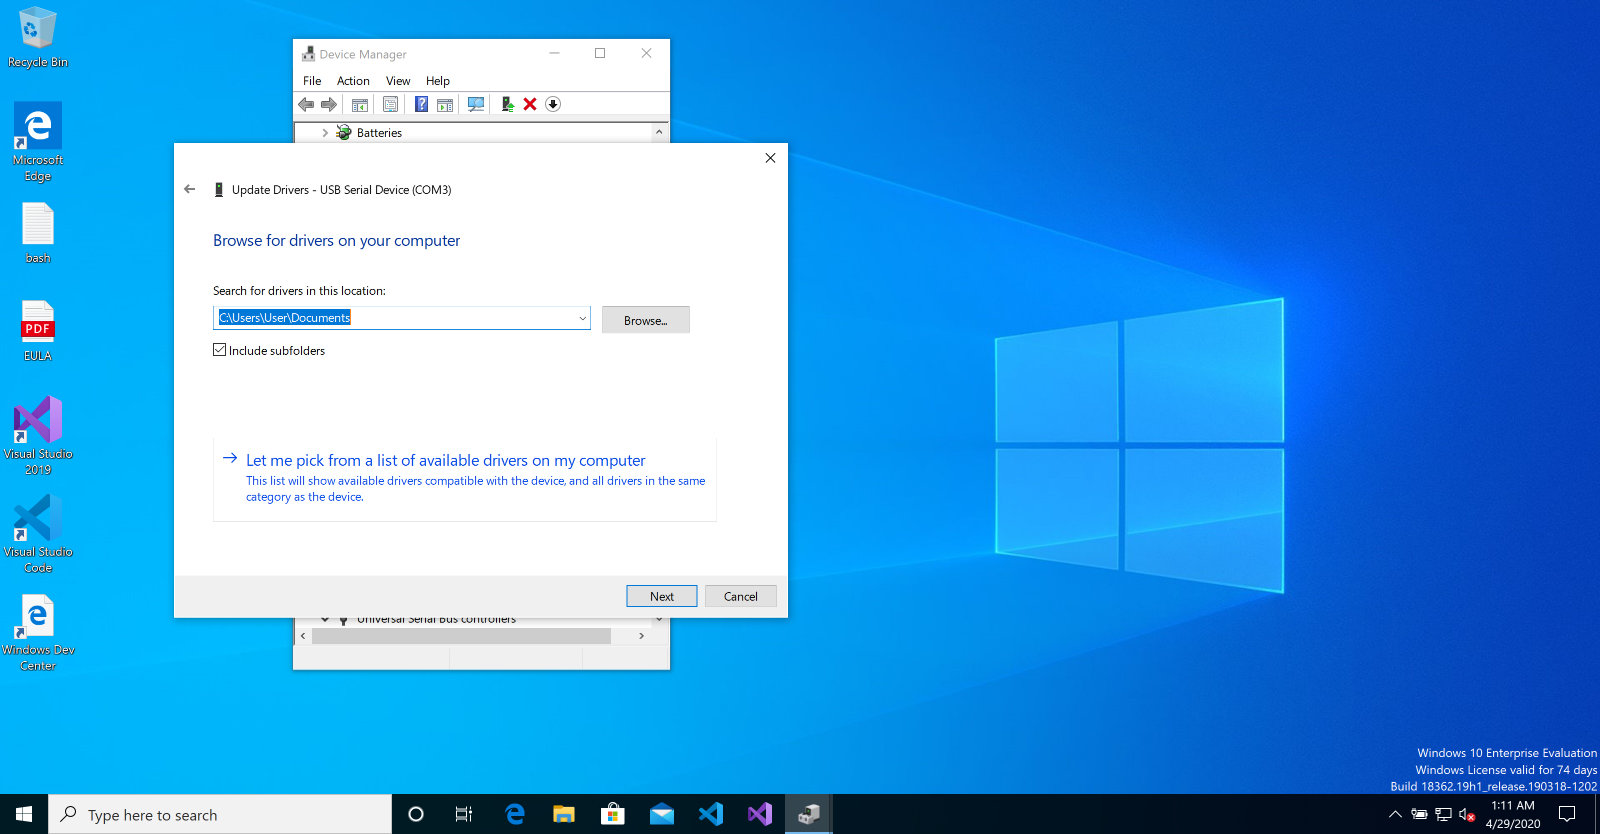 Recycle Bin
Microsoft
Edge
bash
PDF
EULA
Visual Studio
2019
Visual Studio
Code
Windows Dev
Center
Device Manager
File Action View Help
Batteries
Update Drivers - USB Serial Device (COM3)
Browse for drivers on your computer
Search for drivers in this location:
C:\Users\User\Documents
Browse...
Include subfolders
Let me pick from a list of available drivers on my computer
This list will show available drivers compatible with the device, and all drivers in the same
category as the device.
Next
Cancel
Universal Serial Bus controllers
Windows 10 Enterprise Evaluation
Windows License valid for 74 days
Build 18362.19h1_release.190318-1202
Type here to search
1:11 AM
4/29/2020